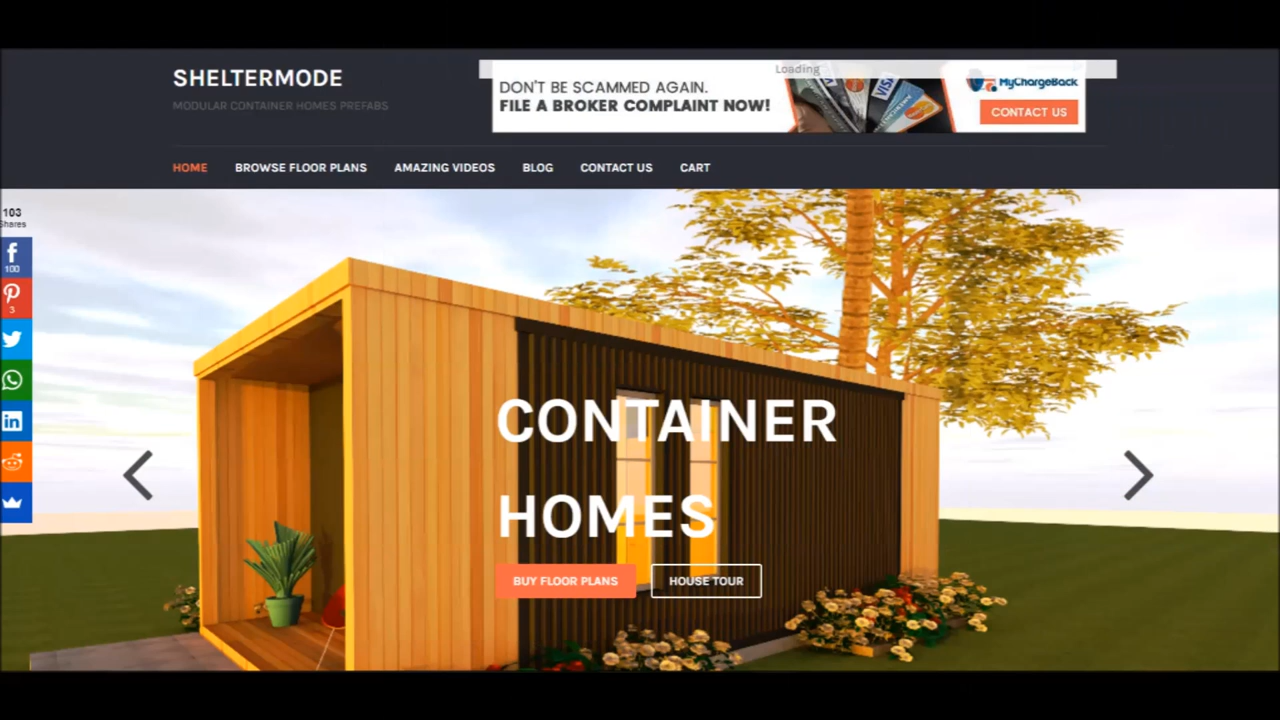 SHELTERMODE
MODULAR CONTAINER HOMES PREFABS
Loading
DON'T BE SCAMMED AGAIN.
FILE A BROKER COMPLAINT NOW!
MyChargeBack
CONTACT US
HOME BROWSE FLOOR PLANS AMAZING VIDEOS BLOG CONTACT US CART
103
Shares
100
3
CONTAINER
HOMES
BUY FLOOR PLANS HOUSE TOUR